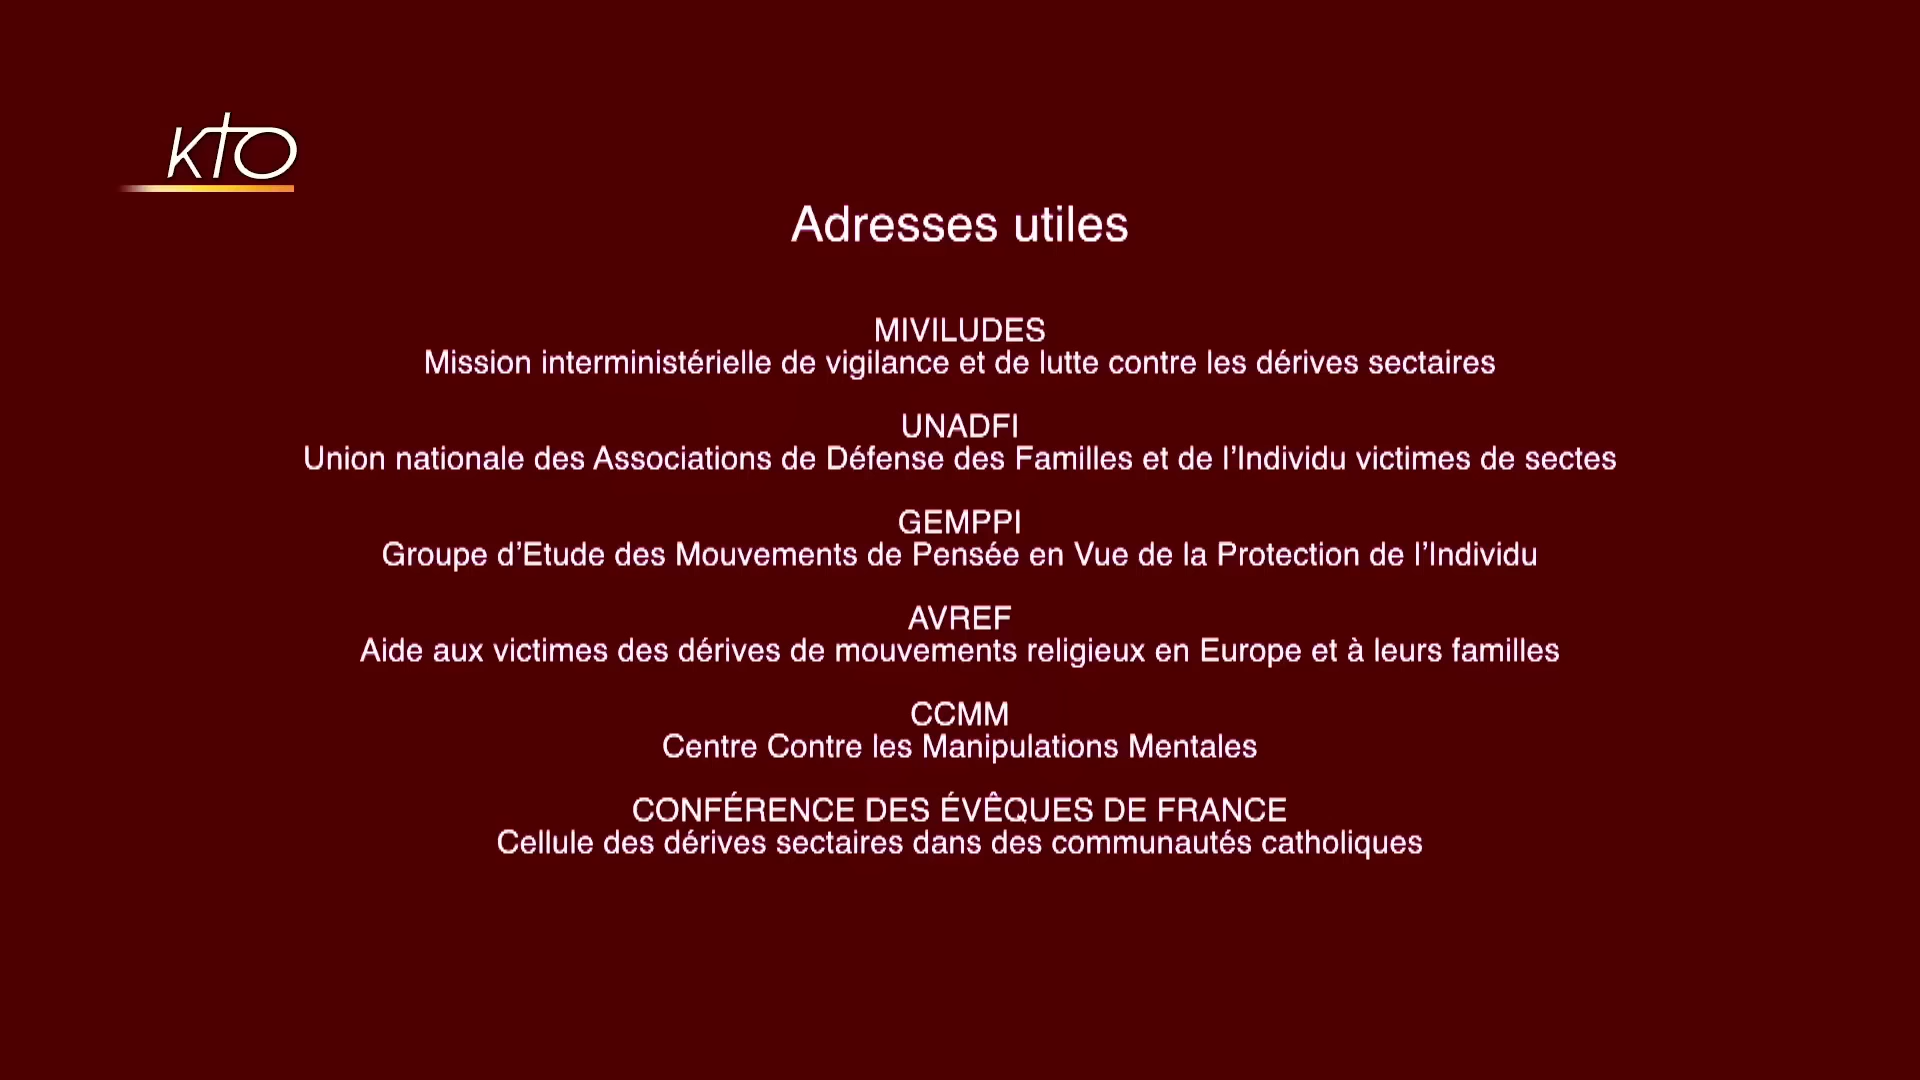 KTO
Adresses utiles
MIVILUDES
Mission interministérielle de vigilance et de lutte contre les dérives sectaires
UNADFI
Union nationale des Associations de Défense des Familles et de l’Individu victimes de sectes
GEMPPI
Groupe d’Etude des Mouvements de Pensée en Vue de la Protection de l’Individu
AVREF
Aide aux victimes des dérives de mouvements religieux en Europe et à leurs familles
CCMM
Centre Contre les Manipulations Mentales
CONFÉRENCE DES ÉVÊQUES DE FRANCE
Cellule des dérives sectaires dans des communautés catholiques